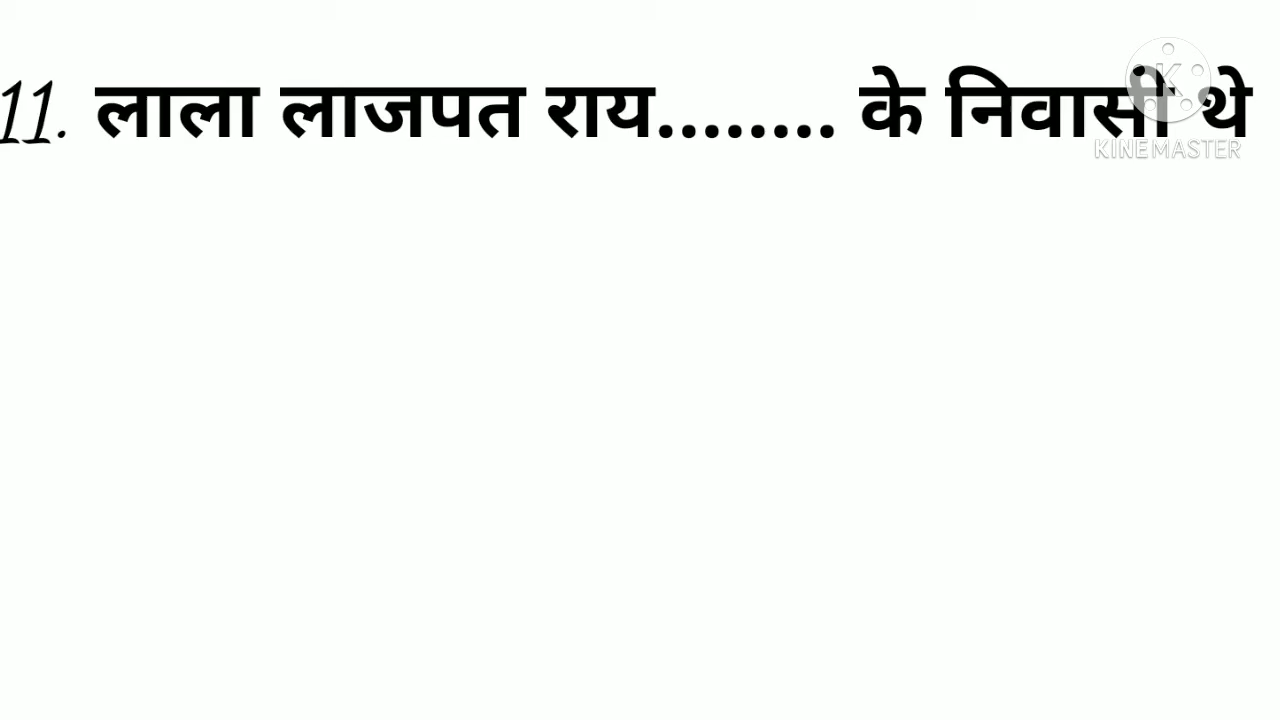 11. लाला लाजपत राय........ के निवासी थे
KINEMASTER